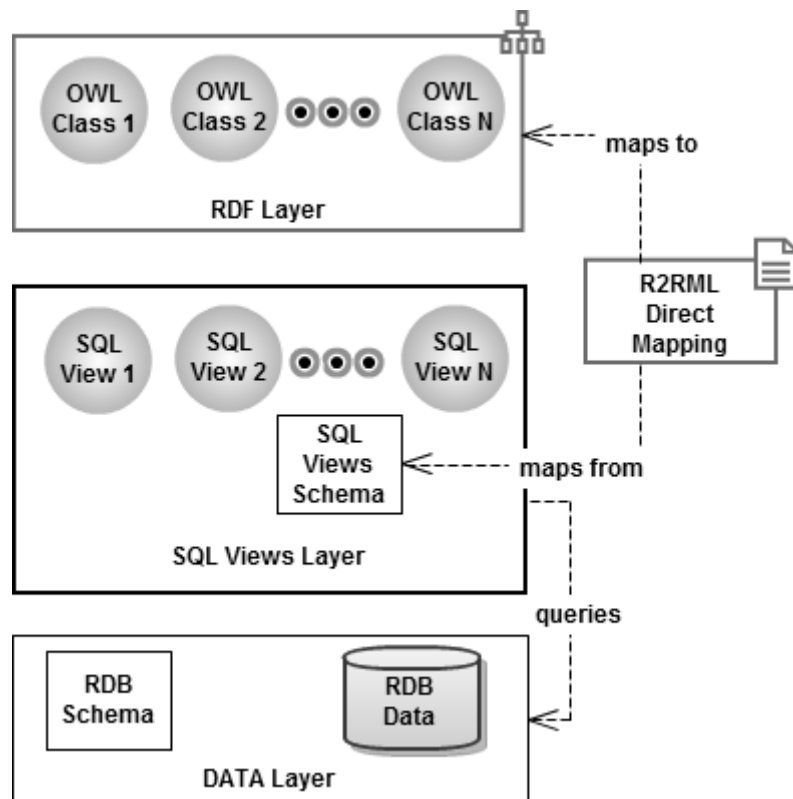 OWL
Class 1
OWL
Class 2
OWL
Class N
RDF Layer
maps to
R2RML
Direct
Mapping
SQL
View 1
SQL
View 2
SQL
View N
SQL
Views
Schema
maps from
SQL Views Layer
queries
RDB
Schema
RDB
Data
DATA Layer